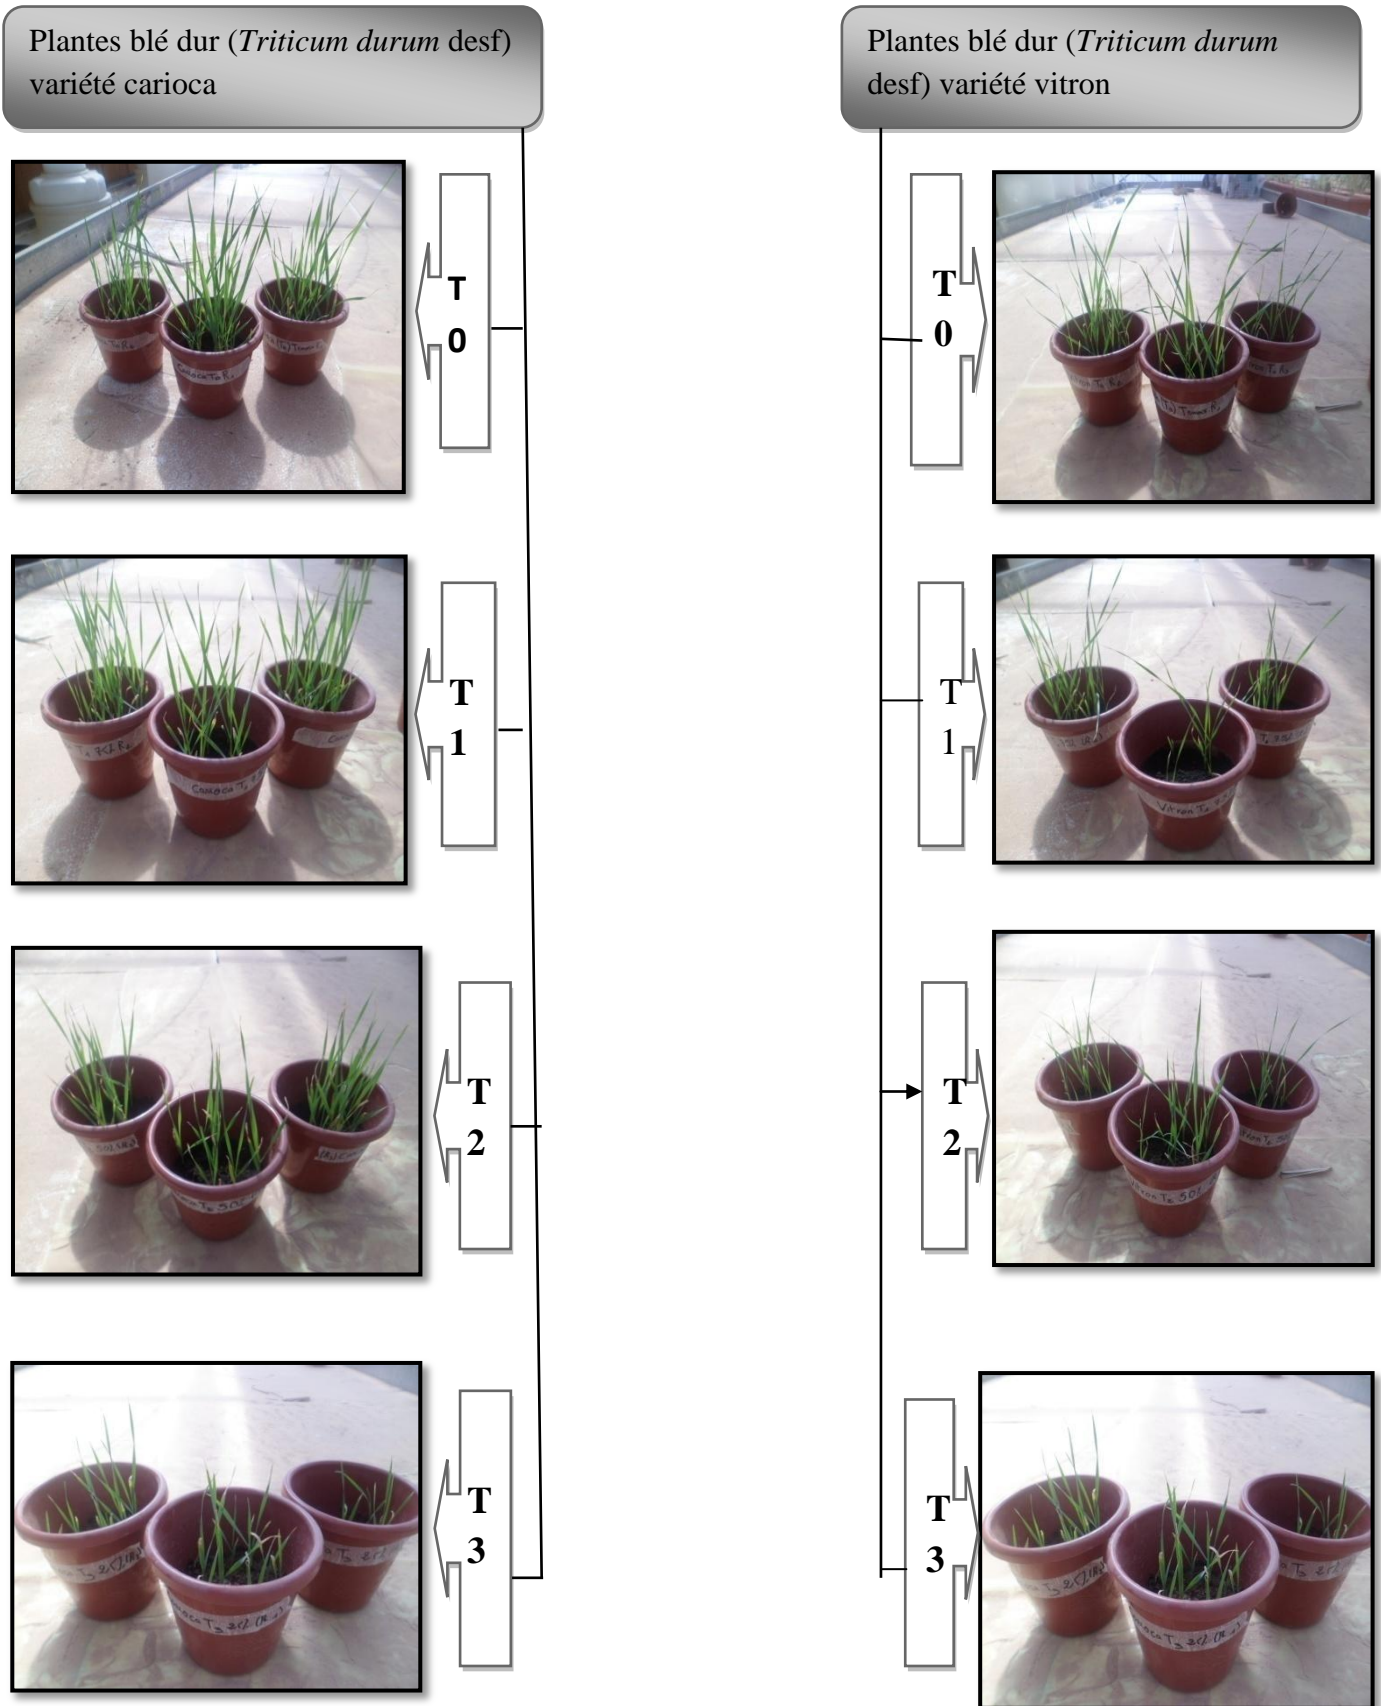 Plantes blé dur (Triticum durum desf)
variété carioca
Plantes blé dur (Triticum durum
desf) variété vitron
T
0
T
0
T
1
T
1
T
2
T
2
T
3
T
3